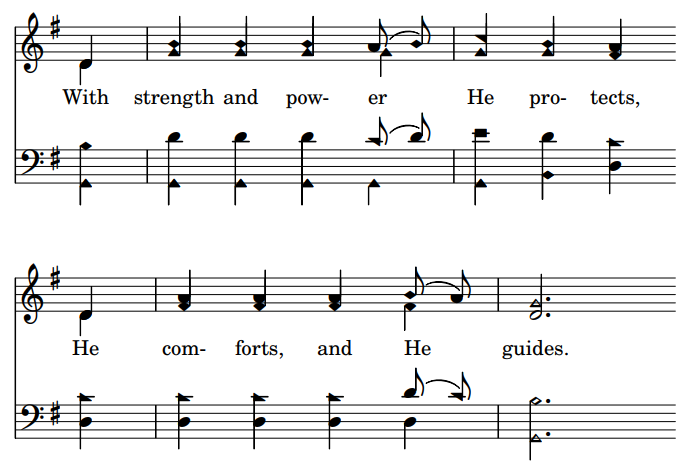 With strength and pow- er He pro- tects,
He com- forts, and He guides.